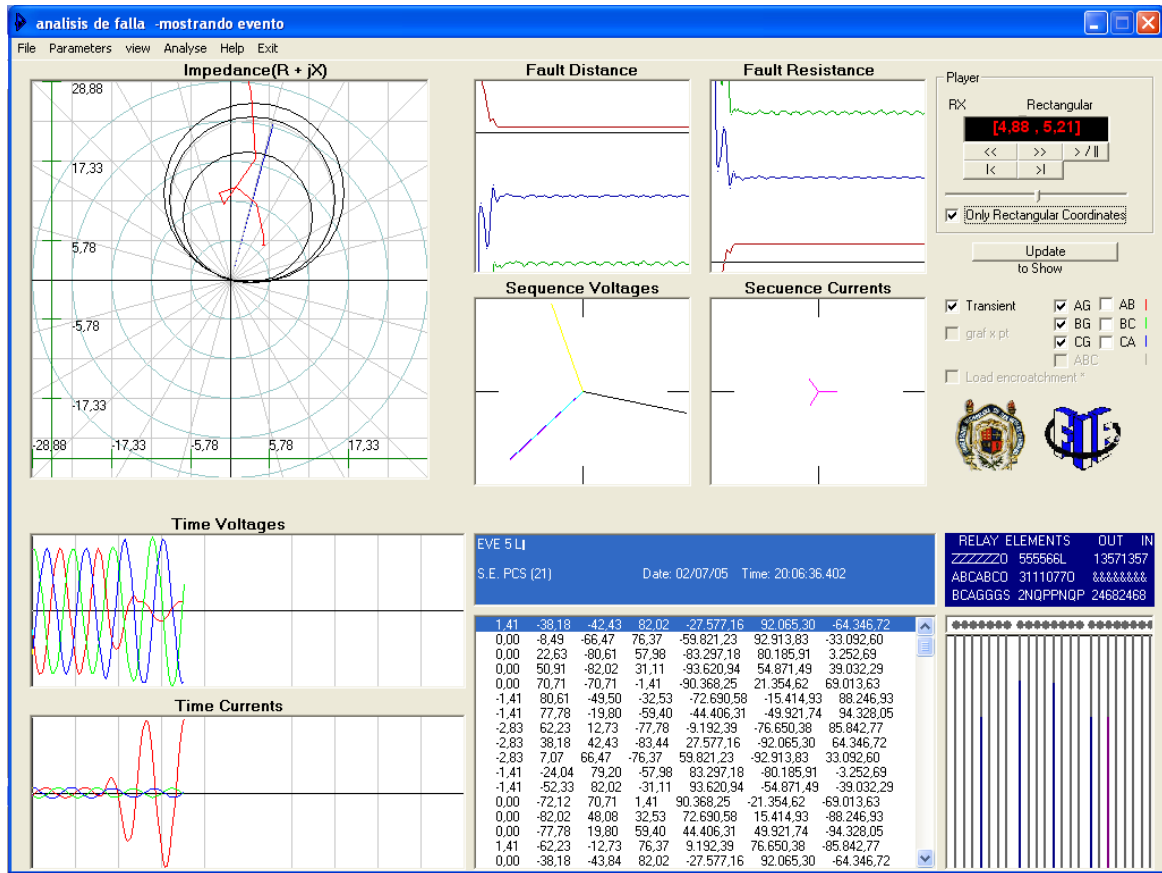 analisis de falla -mostrando evento
File Parameters view Analyse Help Exit
Impedance(R + jX)
28,88
17,33
5,78
-5,78
-17,33
-28,88 -17,33 -5,78 5,78 17,33
Fault Distance
Fault Resistance
Sequence Voltages
Secuence Currents
Player
RX Rectangular
[4,88 , 5,21]
<< >> > / ||
|< >|
Only Rectangular Coordinates
Update
to Show
Transient
graf x pt
AG AB |
BG BC |
CG CA |
ABC |
Load encroatchment *
Time Voltages
Time Currents
EVE 5 L
S.E. PCS (21) Date: 02/07/05 Time: 20:06:36.402
1,41 -38,18 -42,43 82,02 -27.577,16 92.065,30 -64.346,72
0,00 -8,49 -66,47 76,37 -59.821,23 92.913,83 -33.092,60
0,00 22,63 -80,61 57,98 -83.297,18 80.185,91 3.252,69
0,00 50,91 -82,02 31,11 -93.620,94 54.871,49 39.032,29
0,00 70,71 -70,71 -1,41 -90.368,25 21.354,62 69.013,63
-1,41 80,61 -49,50 -32,53 -72.690,58 -15.414,93 88.246,93
-1,41 77,78 -19,80 -59,40 -44.406,31 -49.921,74 94.328,05
-2,83 62,23 12,73 -77,78 -9.192,39 -76.650,38 85.842,77
-2,83 38,18 42,43 -83,44 27.577,16 -92.065,30 64.346,72
-2,83 7,07 66,47 -76,37 59.821,23 -92.913,83 33.092,60
-1,41 -24,04 79,20 -57,98 83.297,18 -80.185,91 -3.252,69
-1,41 -52,33 82,02 -31,11 93.620,94 -54.871,49 -39.032,29
0,00 -72,12 70,71 1,41 90.368,25 -21.354,62 -69.013,63
0,00 -82,02 48,08 32,53 72.690,58 15.414,93 -88.246,93
0,00 -77,78 19,80 59,40 44.406,31 49.921,74 -94.328,05
1,41 -62,23 -12,73 76,37 9.192,39 76.650,38 -85.842,77
0,00 -38,18 -43,84 82,02 -27.577,16 92.065,30 -64.346,72
RELAY ELEMENTS OUT IN
ZZZZZZO 555566L 13571357
ABCABCO 31110770 &&&&&&&&
BCAGGGS 2NQPPNQP 24682468